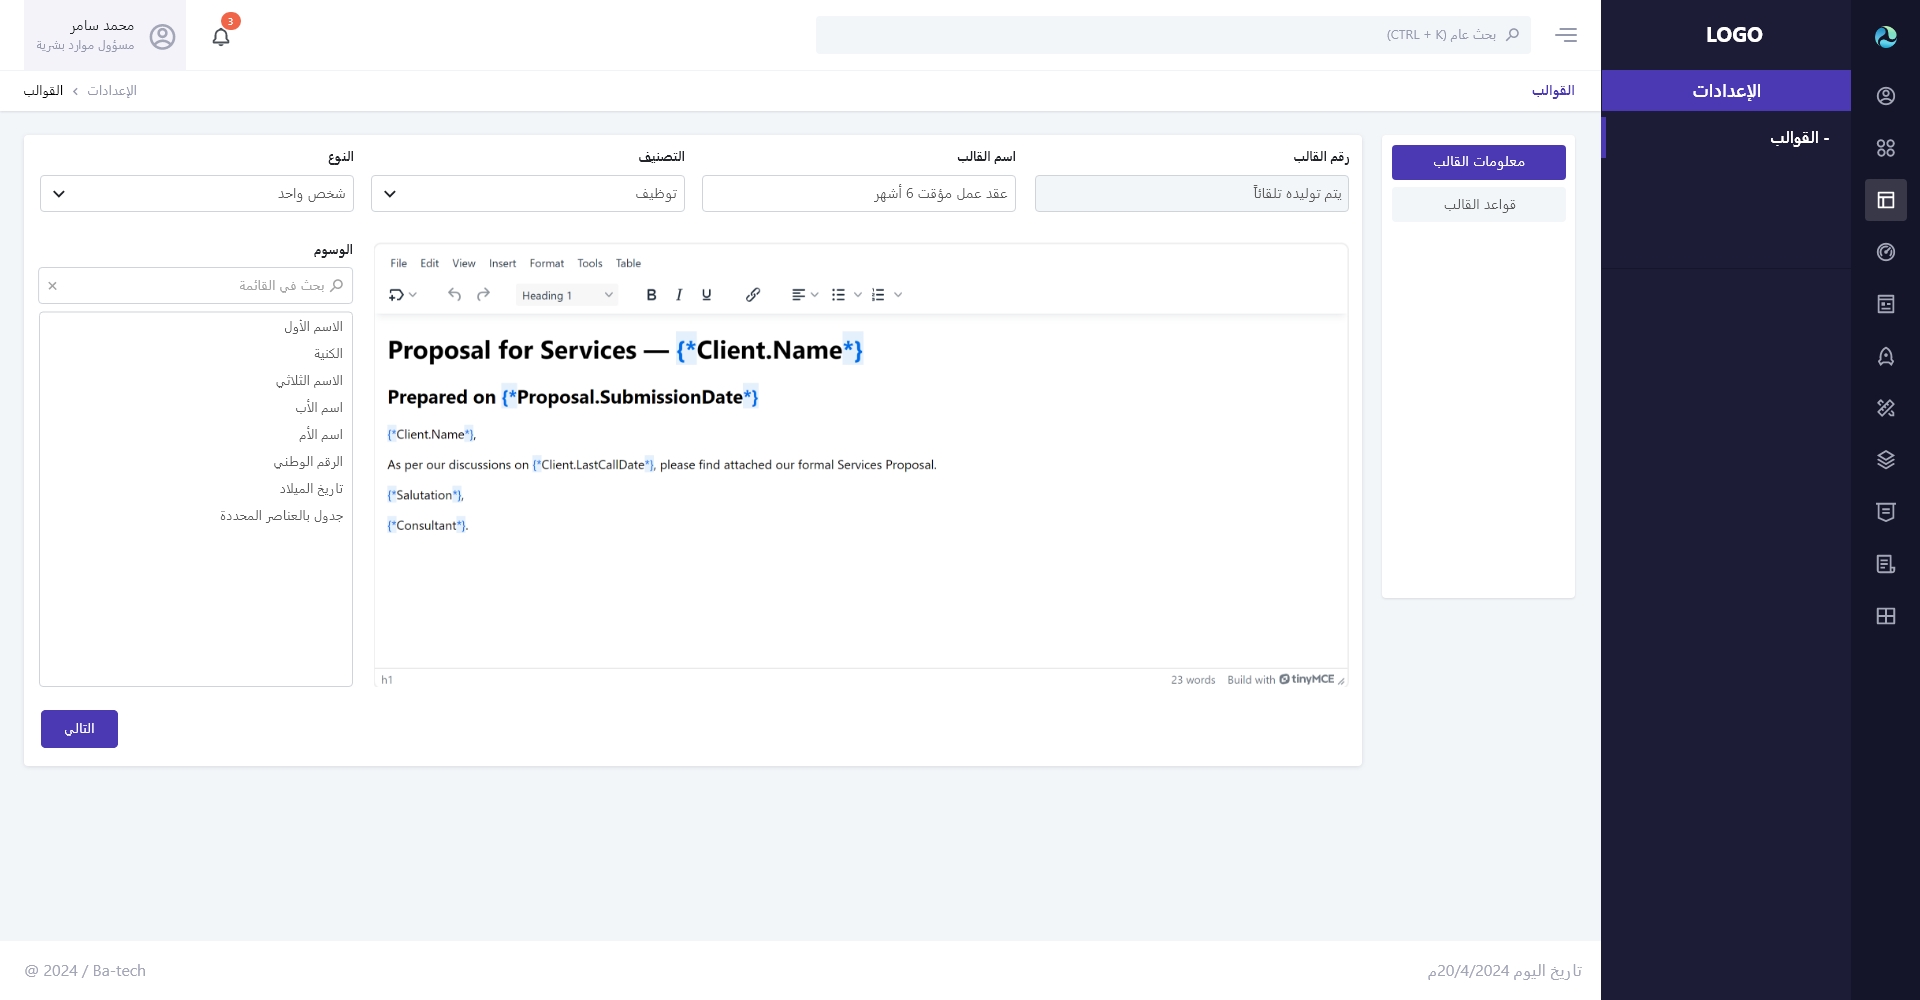 LOGO
بحث عام (CTRL + K)
3
محمد سامر
مسؤول موارد بشرية
الإعدادات
- القوالب
القوالب
الإعدادات › القوالب
معلومات القالب
قواعد القالب
رقم القالب
يتم توليده تلقائاً
اسم القالب
عقد عمل مؤقت 6 أشهر
التصنيف
توظيف
النوع
شخص واحد
File Edit View Insert Format Tools Table
Heading 1 B I U
Proposal for Services — {*Client.Name*}
Prepared on {*Proposal.SubmissionDate*}
{*Client.Name*},
As per our discussions on {*Client.LastCallDate*}, please find attached our formal Services Proposal.
{*Salutation*},
{*Consultant*}.
h1
23 words Build with tinyMCE
الوسوم
بحث في القائمة
الاسم الأول
الكنية
الاسم الثلاثي
اسم الأب
اسم الأم
الرقم الوطني
تاريخ الميلاد
جدول بالعناصر المحددة
التالي
تاريخ اليوم 20/4/2024م
@ 2024 / Ba-tech